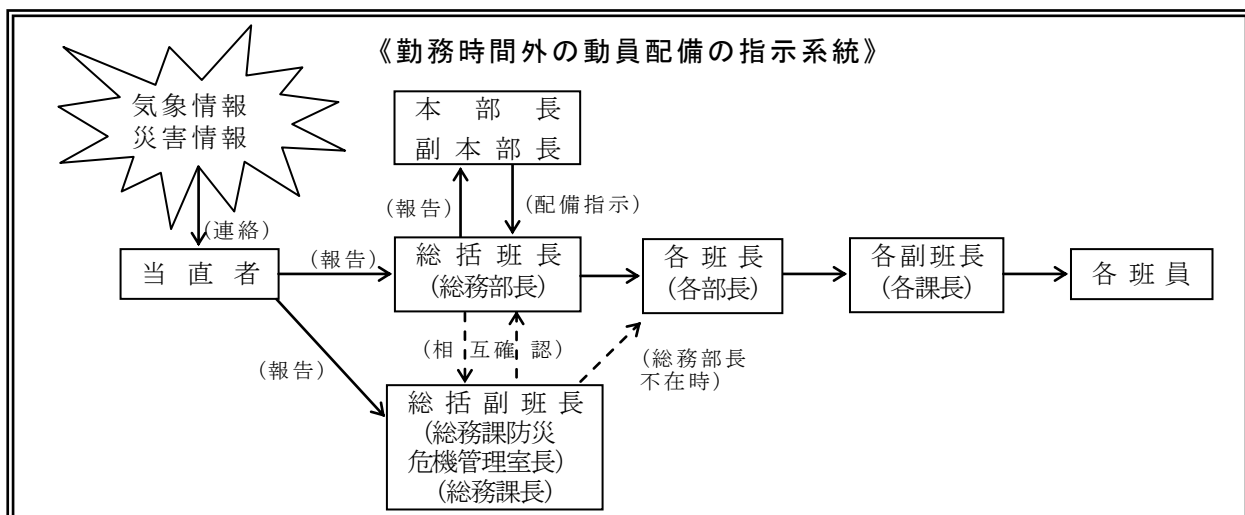 《勤務時間外の動員配備の指示系統》
気象情報
災害情報
本部長
副本部長
(連絡)
(報告)
(配備指示)
当直者
(報告)
総括班長
(総務部長)
各班長
(各部長)
各副班長
(各課長)
各班員
(相互確認)
(報告)
(総務部長
不在時)
総括副班長
(総務課防災
危機管理室長)
(総務課長)